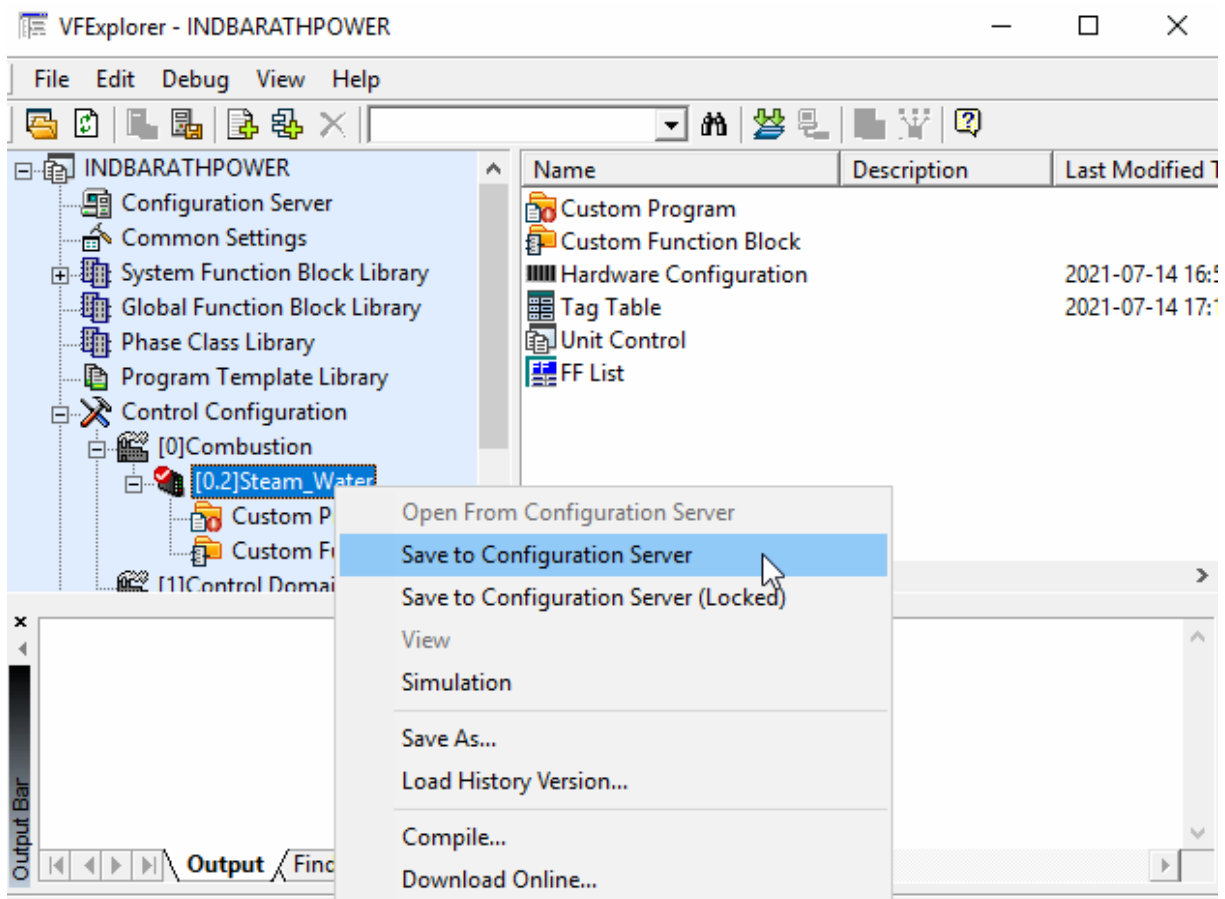 VFExplorer - INDBARATHPOWER
File Edit Debug View Help
INDBARATHPOWER
Configuration Server
Common Settings
System Function Block Library
Global Function Block Library
Phase Class Library
Program Template Library
Control Configuration
[0]Combustion
[0.2]Steam_Water
Custom P
Custom Fu
[1]Control Domai
Name Description Last Modified T
Custom Program
Custom Function Block
Hardware Configuration 2021-07-14 16:5
Tag Table 2021-07-14 17:1
Unit Control
FF List
Open From Configuration Server
Save to Configuration Server
Save to Configuration Server (Locked)
View
Simulation
Save As...
Load History Version...
Compile...
Download Online...
Output Bar
Output Find